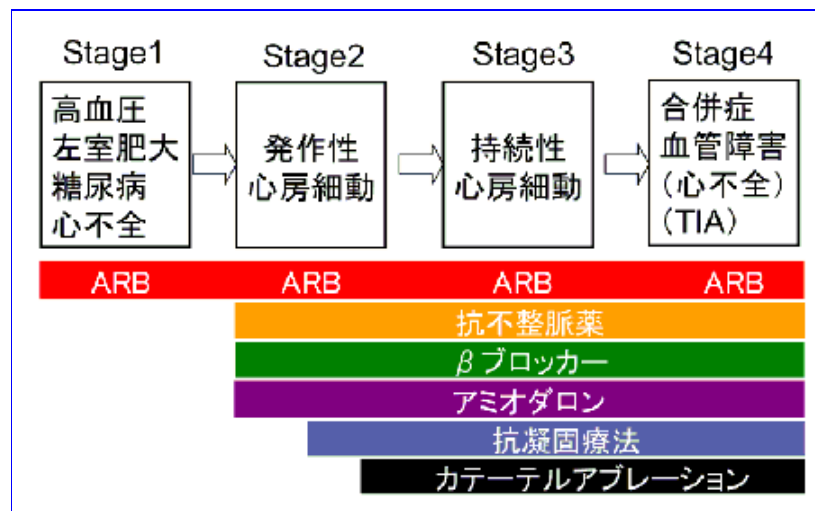 Stage1
Stage2
Stage3
Stage4
高血圧
左室肥大
糖尿病
心不全
発作性
心房細動
持続性
心房細動
合併症
血管障害
(心不全)
(TIA)
ARB
ARB
ARB
ARB
抗不整脈薬
βブロッカー
アミオダロン
抗凝固療法
カテーテルアブレーション